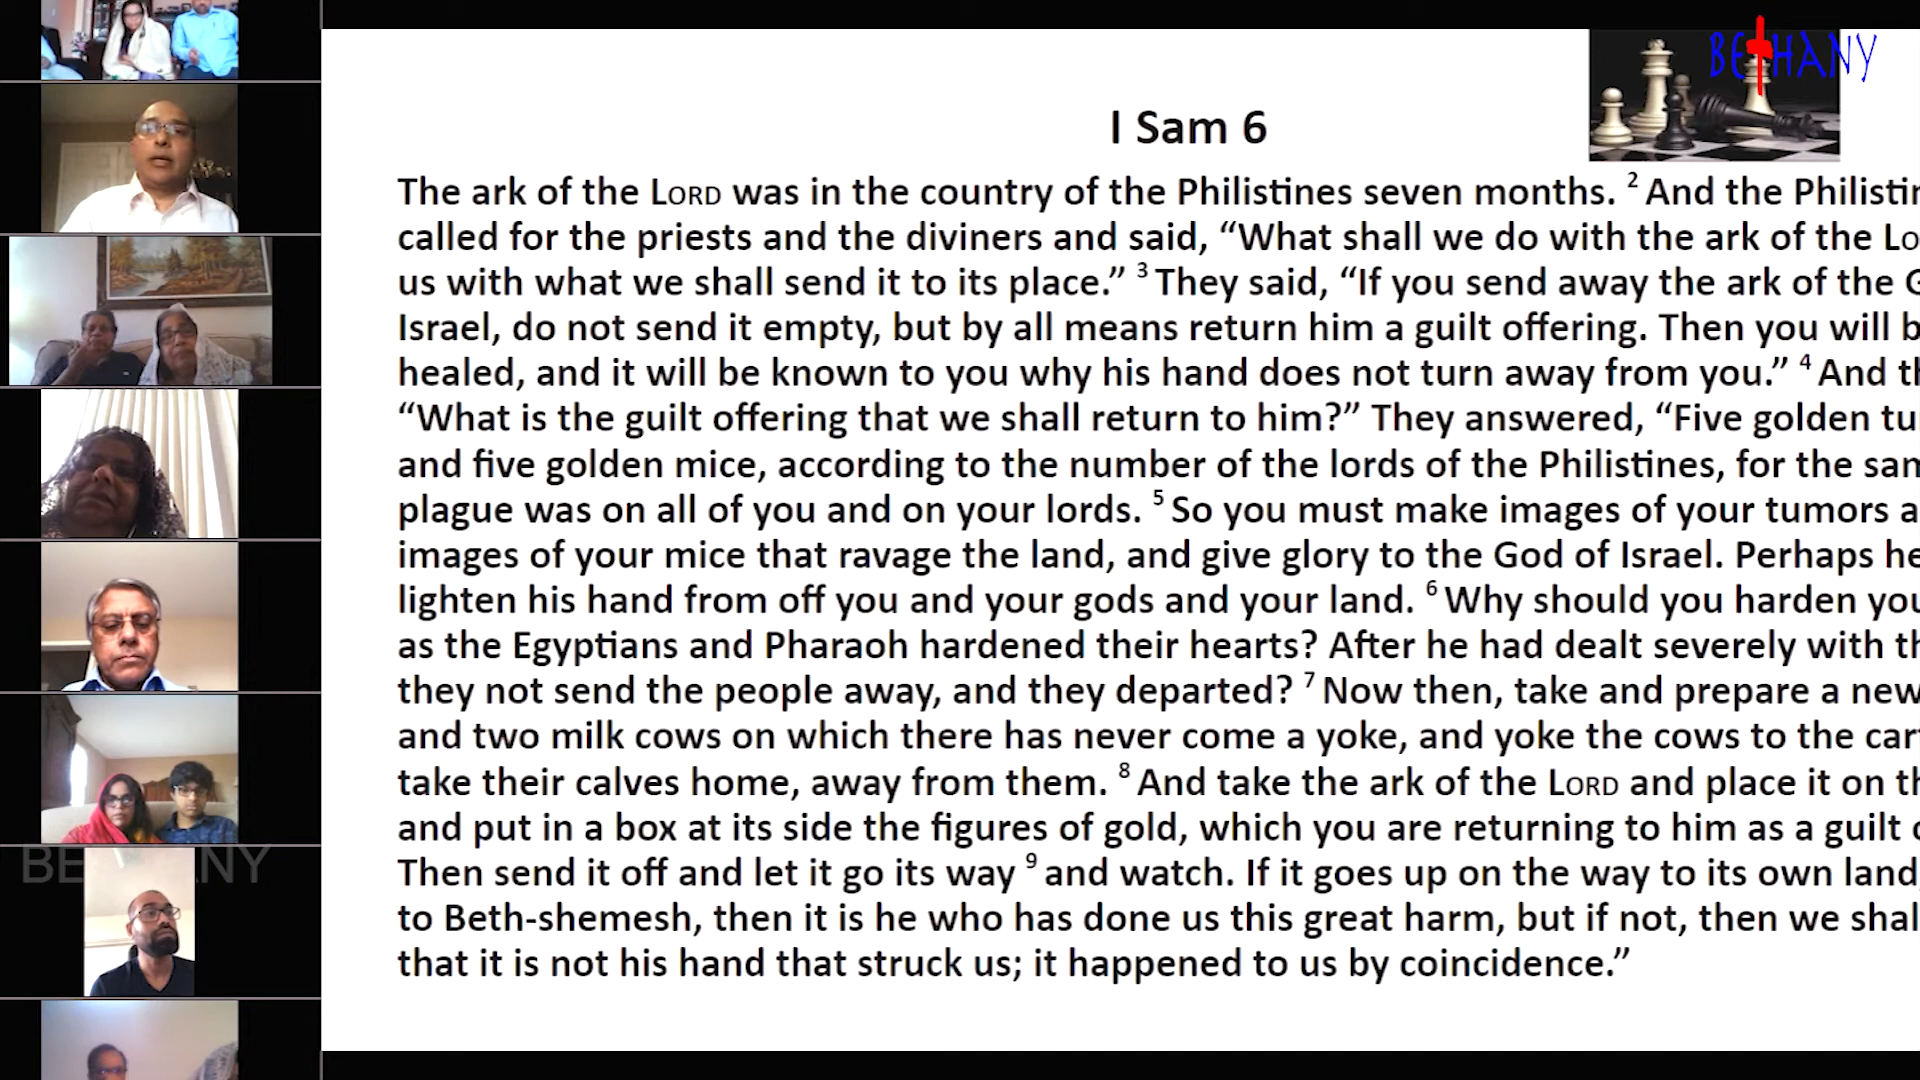 BETHANY
I Sam 6
The ark of the LORD was in the country of the Philistines seven months. 2 And the
called for the priests and the diviners and said, “What shall we do with the ark of the
us with what we shall send it to its place.” 3 They said, “If you send away the ark of the
Israel, do not send it empty, but by all means return him a guilt offering. Then you will
healed, and it will be known to you why his hand does not turn away from you.” 4 And
“What is the guilt offering that we shall return to him?” They answered, “Five golden
and five golden mice, according to the number of the lords of the Philistines, for the
plague was on all of you and on your lords. 5 So you must make images of your tumors
images of your mice that ravage the land, and give glory to the God of Israel. Perhaps he
lighten his hand from off you and your gods and your land. 6 Why should you harden
as the Egyptians and Pharaoh hardened their hearts? After he had dealt severely with
they not send the people away, and they departed? 7 Now then, take and prepare a new
and two milk cows on which there has never come a yoke, and yoke the cows to the
take their calves home, away from them. 8 And take the ark of the LORD and place it on
and put in a box at its side the figures of gold, which you are returning to him as a guilt
Then send it off and let it go its way 9 and watch. If it goes up on the way to its own land,
to Beth-shemesh, then it is he who has done us this great harm, but if not, then we
that it is not his hand that struck us; it happened to us by coincidence.”